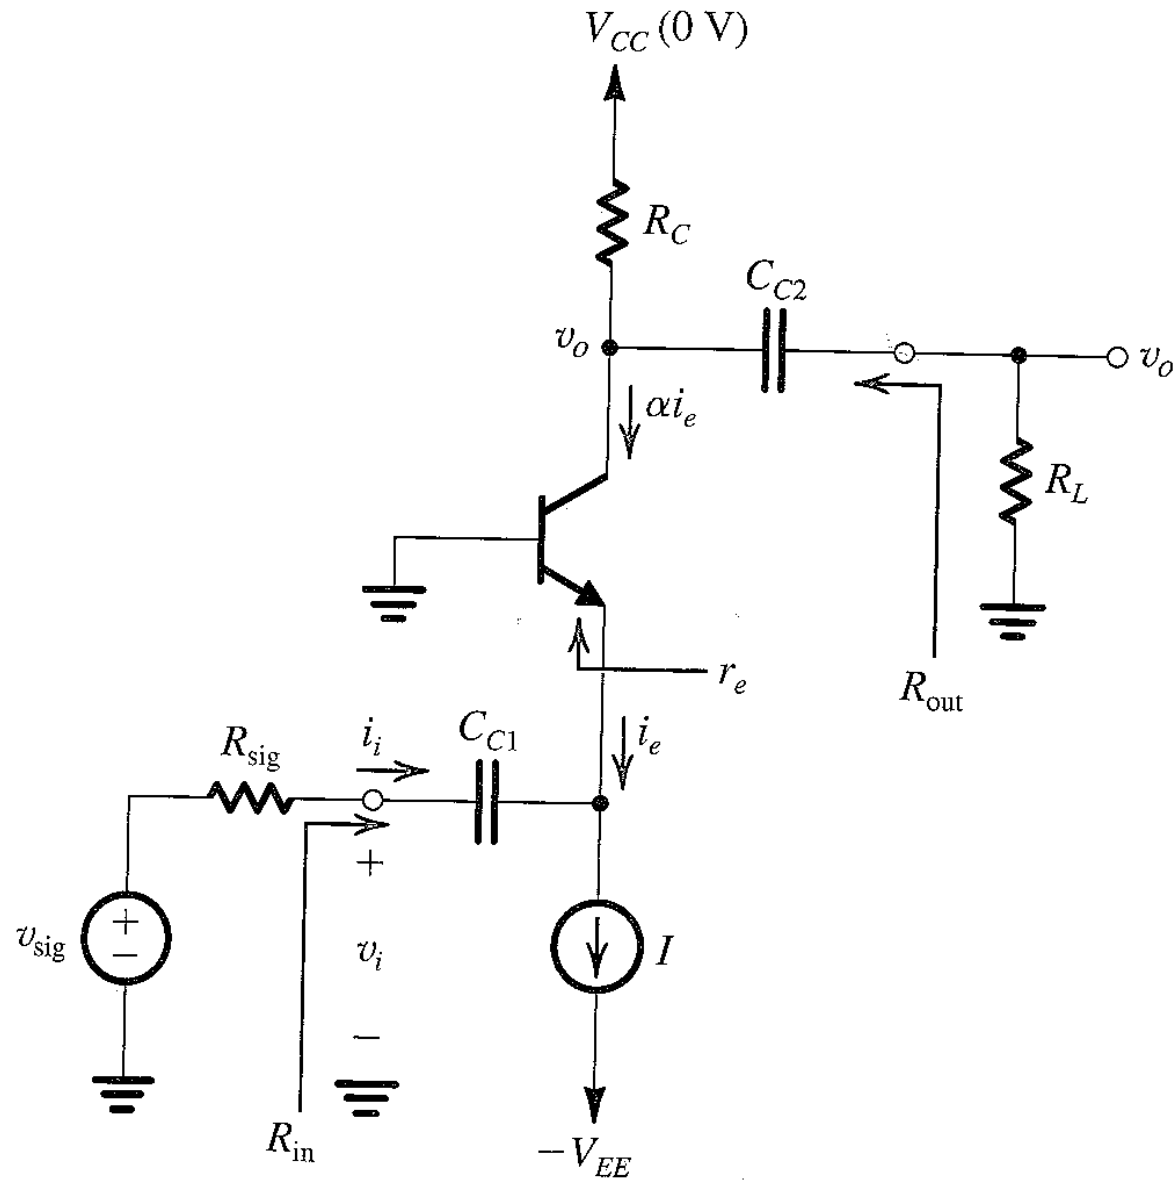 V_CC (0 V)
R_C
C_C2
v_o
v_o
αi_e
R_L
r_e
R_out
R_sig
i_i
C_C1
i_e
+
+
−
v_sig
v_i
I
−
R_in
−V_EE